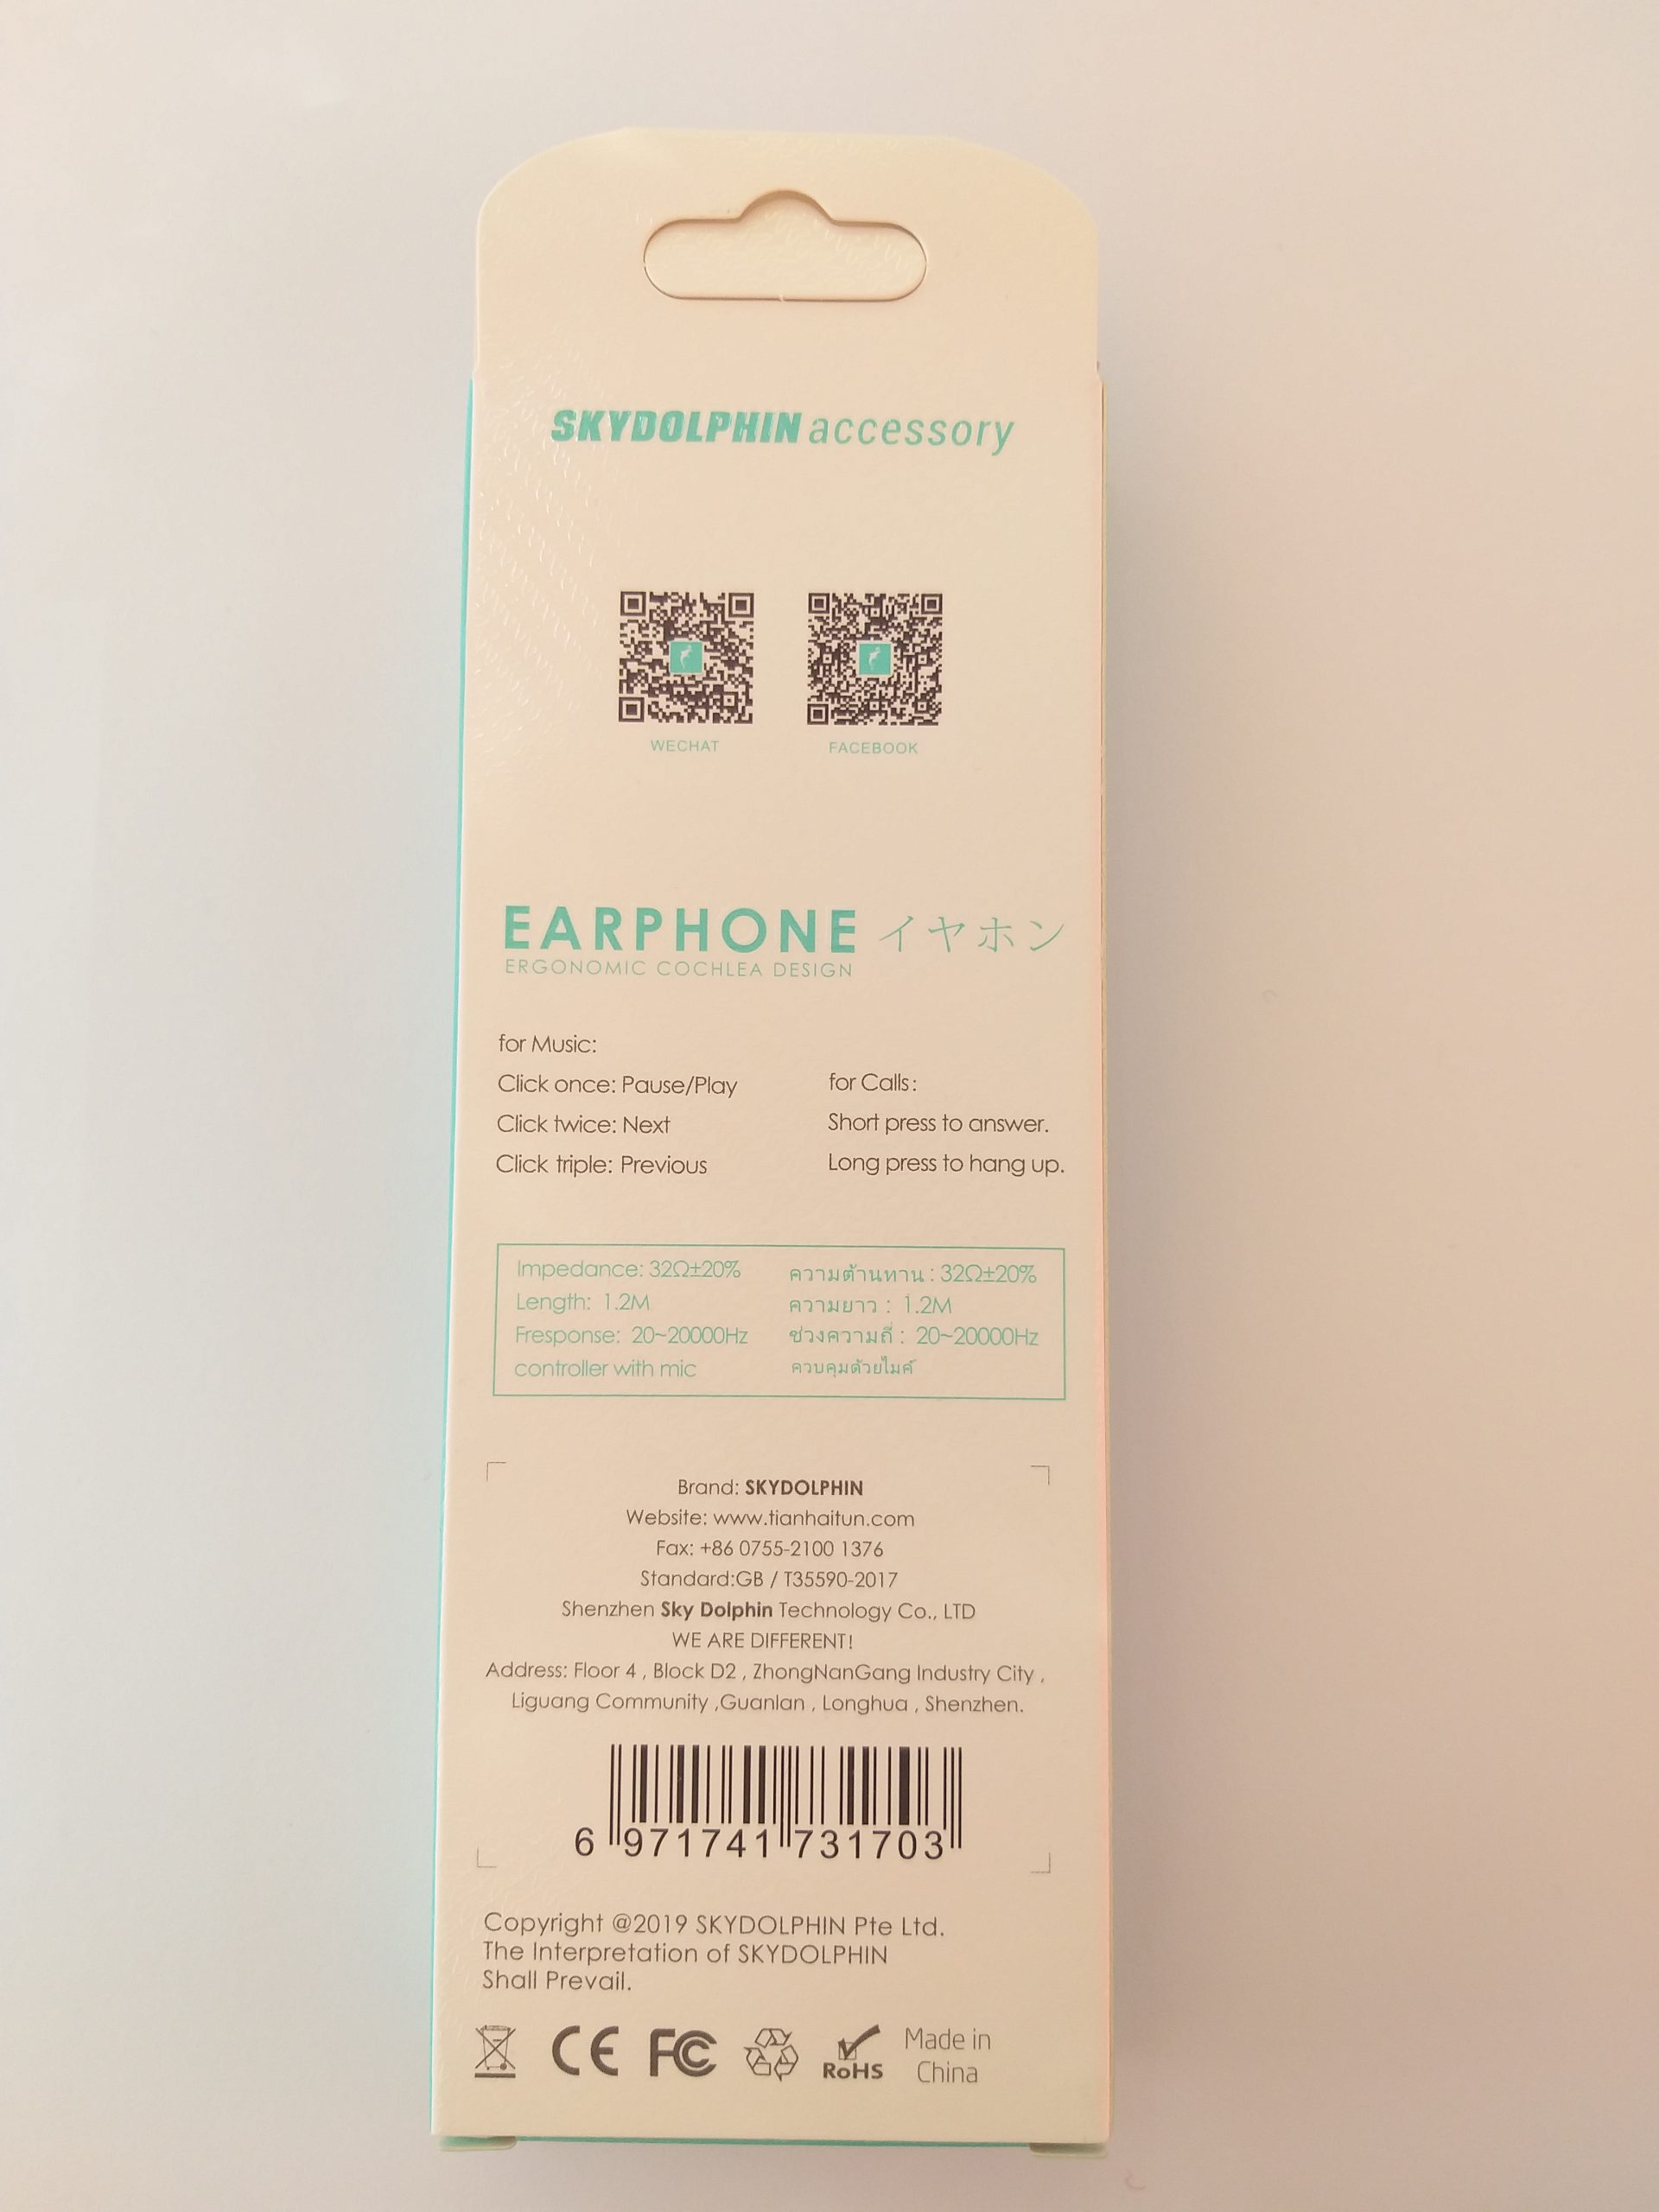 SKYDOLPHIN accessory
WECHAT
FACEBOOK
EARPHONE イヤホン
ERGONOMIC COCHLEA DESIGN
for Music:
Click once: Pause/Play
Click twice: Next
Click triple: Previous
for Calls:
Short press to answer.
Long press to hang up.
Impedance: 32Ω±20%
Length: 1.2M
Fresponse: 20~20000Hz
controller with mic
ความต้านทาน : 32Ω±20%
ความยาว : 1.2M
ช่วงความถี่ : 20~20000Hz
ควบคุมด้วยไมค์
Brand: SKYDOLPHIN
Website: www.tianhaitun.com
Fax: +86 0755-2100 1376
Standard:GB / T35590-2017
Shenzhen Sky Dolphin Technology Co., LTD
WE ARE DIFFERENT!
Address: Floor 4 , Block D2 , ZhongNanGang Industry City ,
Liguang Community ,Guanlan , Longhua , Shenzhen.
6 971741 731703
Copyright @2019 SKYDOLPHIN Pte Ltd.
The Interpretation of SKYDOLPHIN
Shall Prevail.
CE FC RoHS Made in
China